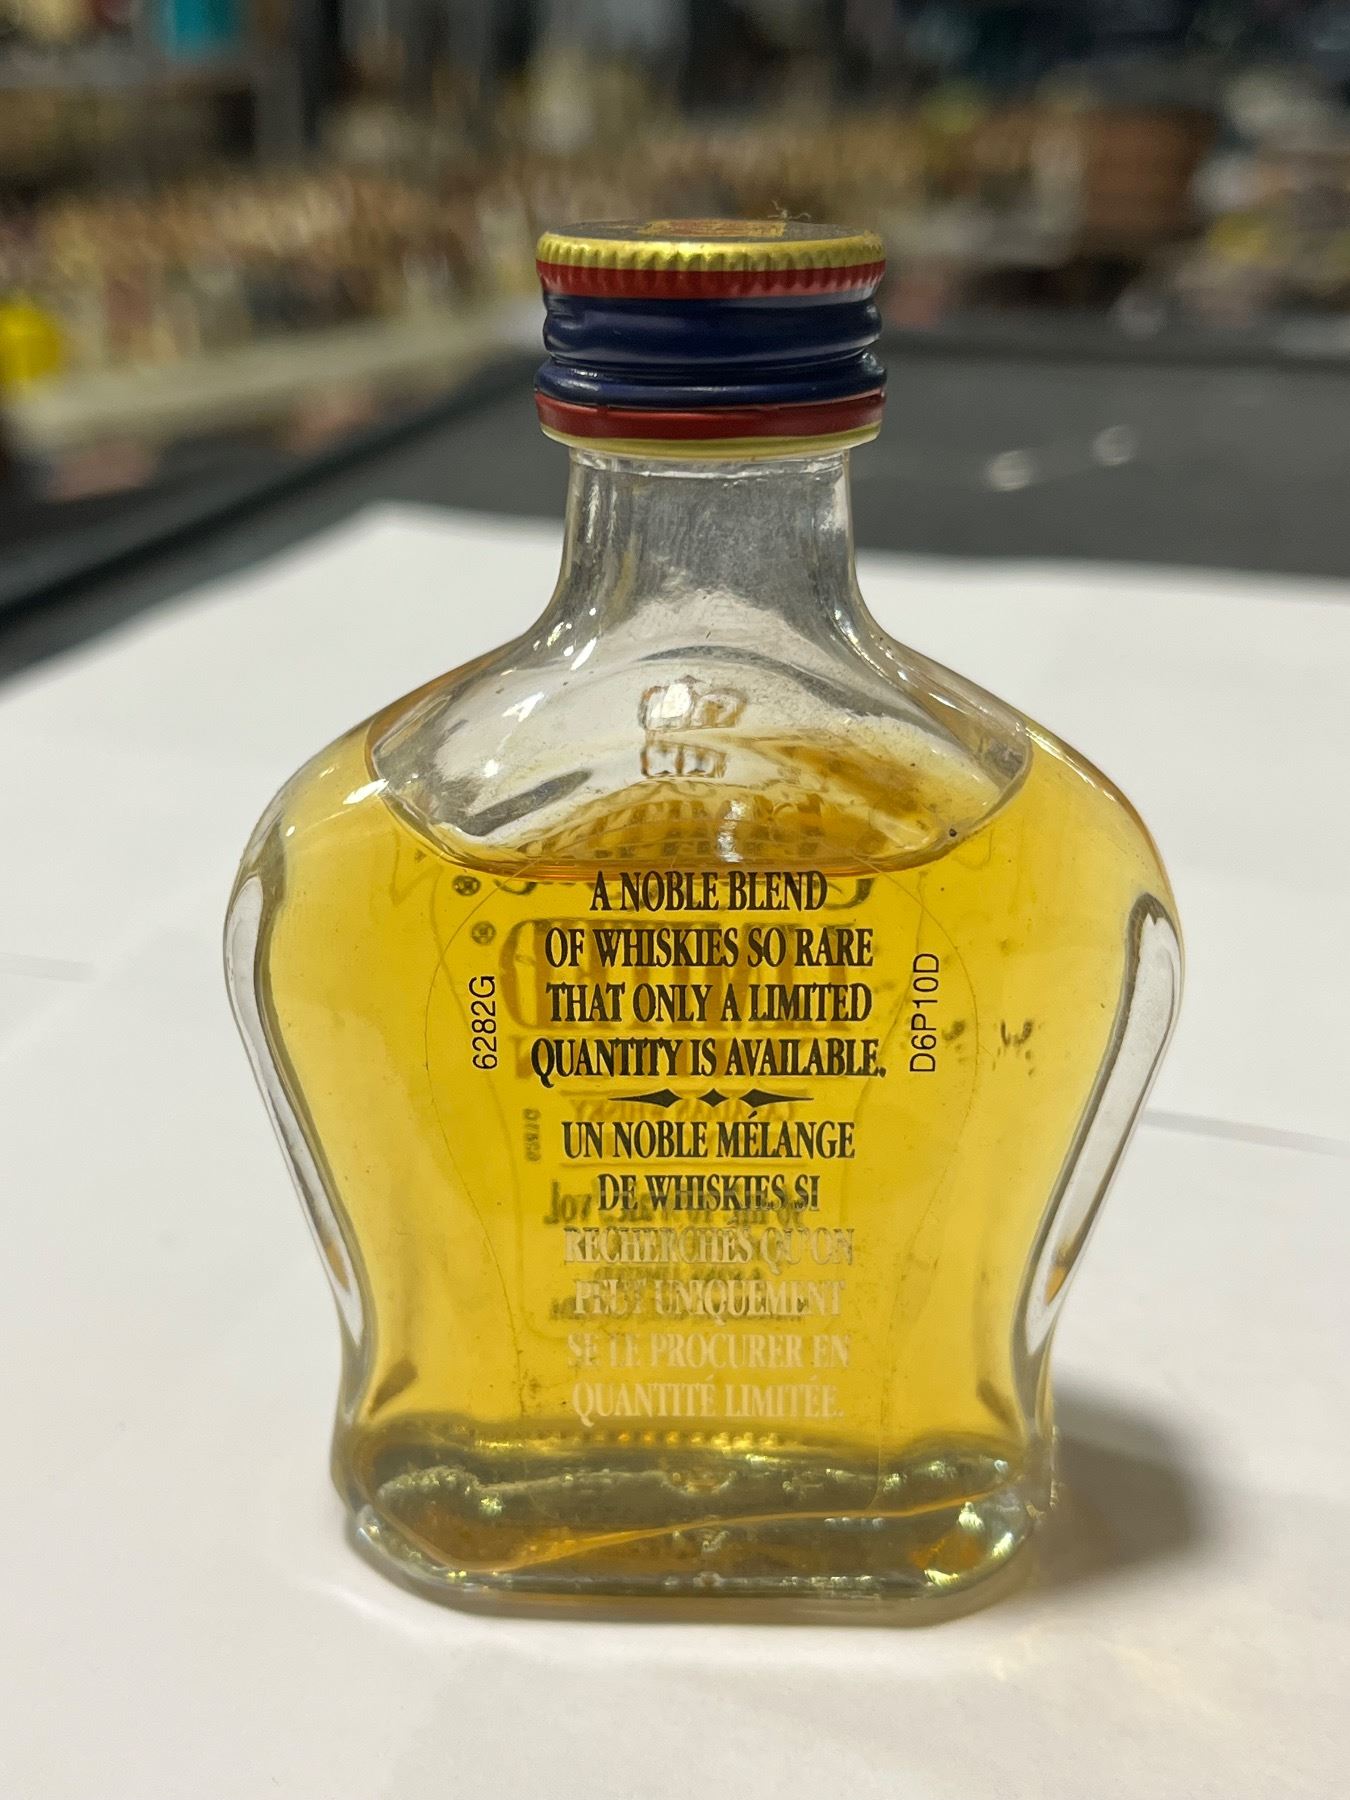 A NOBLE BLEND
OF WHISKIES SO RARE
THAT ONLY A LIMITED
QUANTITY IS AVAILABLE.
UN NOBLE MÉLANGE
DE WHISKIES SI
RECHERCHÉS QU'ON
PEUT UNIQUEMENT
SE LE PROCURER EN
QUANTITÉ LIMITÉE.
6282G
D6P10D